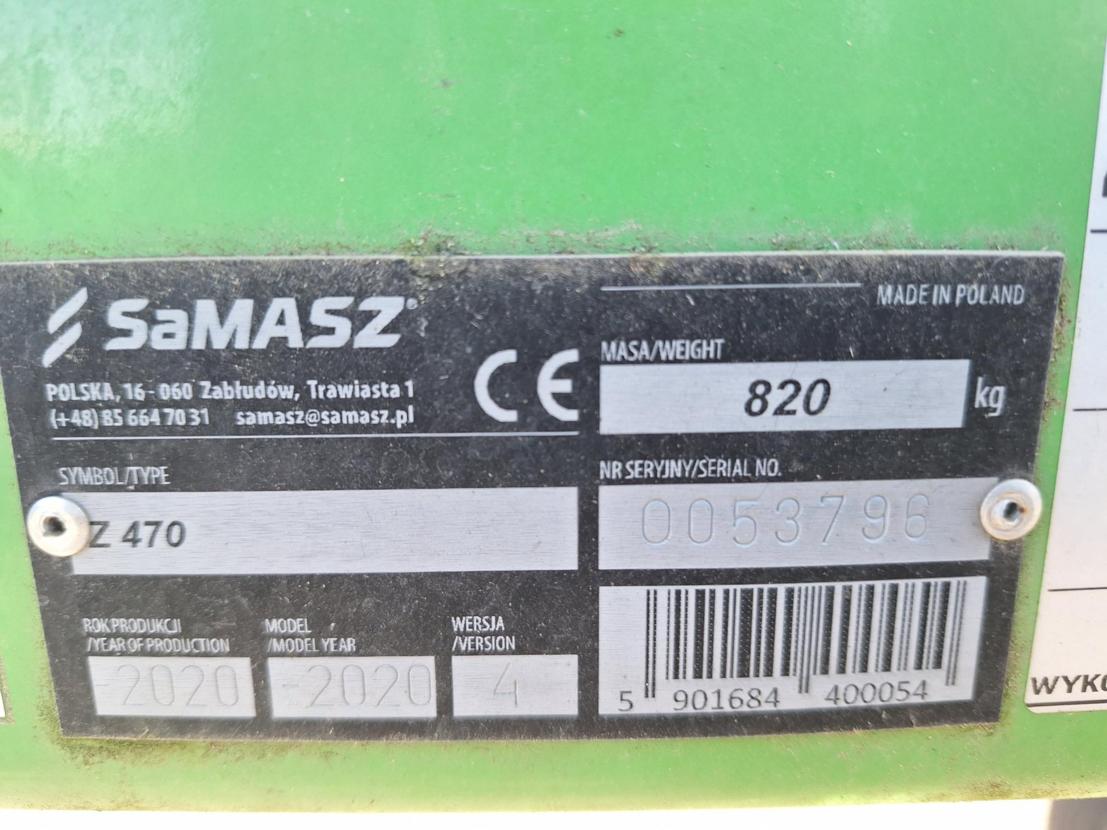 SaMASZ
POLSKA, 16-060 Zabłudów, Trawiasta 1
(+48) 85 664 70 31 samasz@samasz.pl
CE
MADE IN POLAND
MASA/WEIGHT
820 kg
SYMBOL/TYPE
Z 470
NR SERYJNY/SERIAL NO.
0053796
ROK PRODUKCJI
/YEAR OF PRODUCTION
2020
MODEL
/MODEL YEAR
2020
WERSJA
/VERSION
4
5 901684 400054